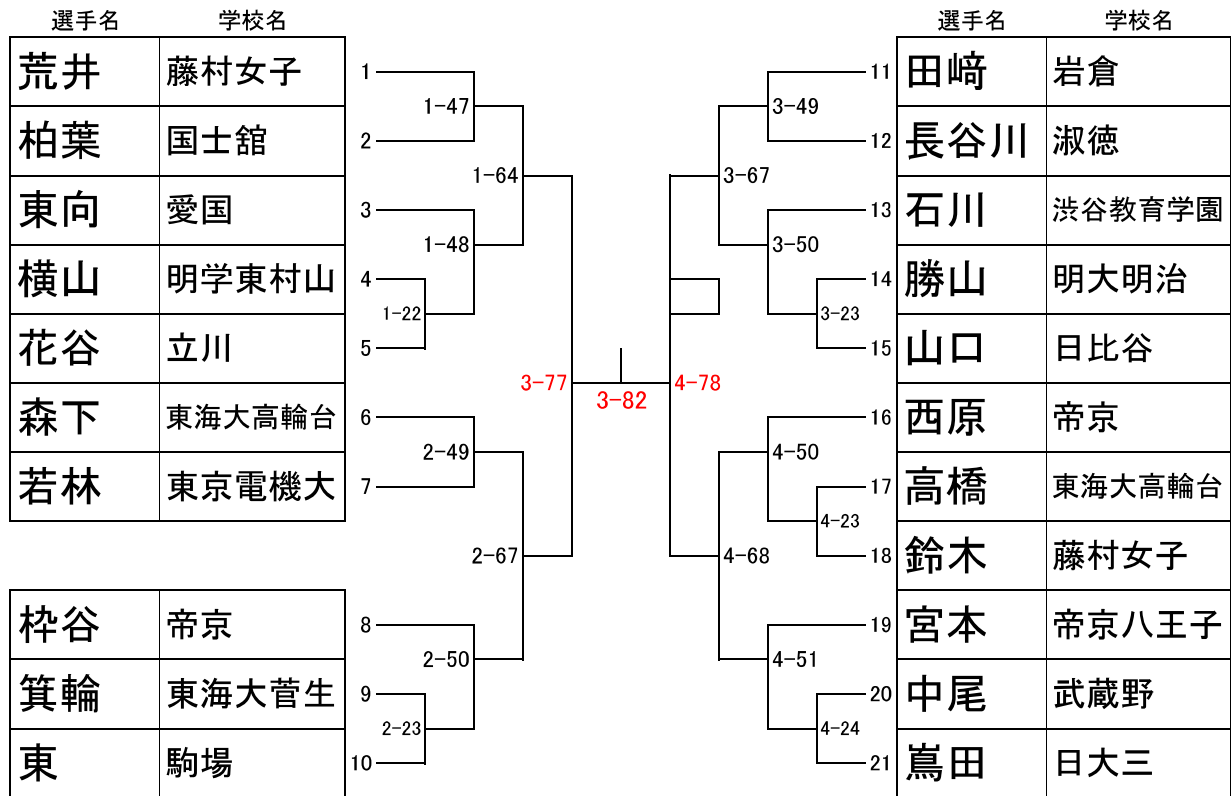 選手名 学校名 選手名 学校名
荒井 藤村女子 1 11 田﨑 岩倉
1-47 3-49
柏葉 国士舘 2 12 長谷川 淑徳
1-64 3-67
東向 愛国 3 13 石川 渋谷教育学園
1-48 3-50
横山 明学東村山 4 14 勝山 明大明治
1-22 3-23
花谷 立川 5 15 山口 日比谷
3-77 3-82 4-78
森下 東海大高輪台 6 16 西原 帝京
2-49 4-50
若林 東京電機大 7 17 高橋 東海大高輪台
4-23
2-67 4-68 18 鈴木 藤村女子
枠谷 帝京 8 19 宮本 帝京八王子
2-50 4-51
箕輪 東海大菅生 9 20 中尾 武蔵野
2-23 4-24
東 駒場 10 21 嶌田 日大三